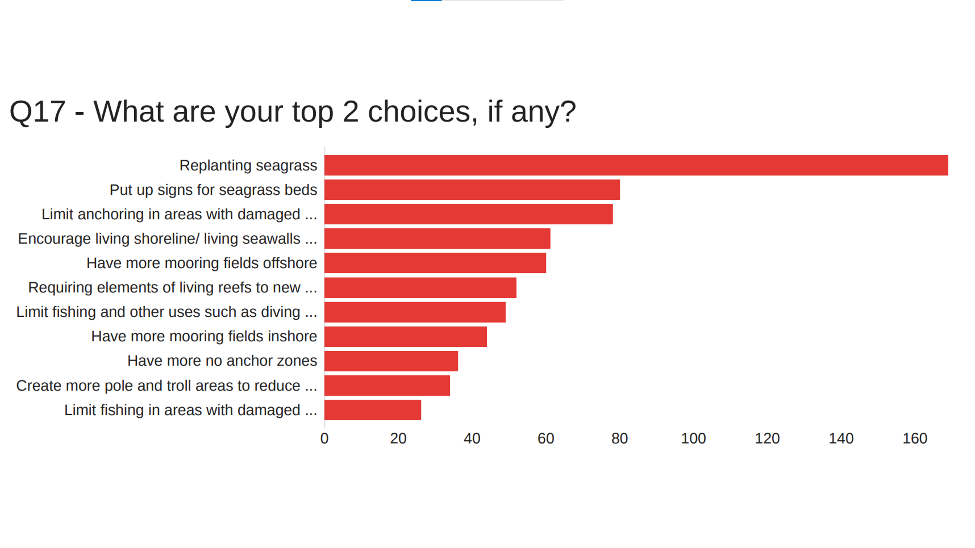 Q17 - What are your top 2 choices, if any?
Replanting seagrass
Put up signs for seagrass beds
Limit anchoring in areas with damaged ...
Encourage living shoreline/ living seawalls ...
Have more mooring fields offshore
Requiring elements of living reefs to new ...
Limit fishing and other uses such as diving ...
Have more mooring fields inshore
Have more no anchor zones
Create more pole and troll areas to reduce ...
Limit fishing in areas with damaged ...
0 20 40 60 80 100 120 140 160